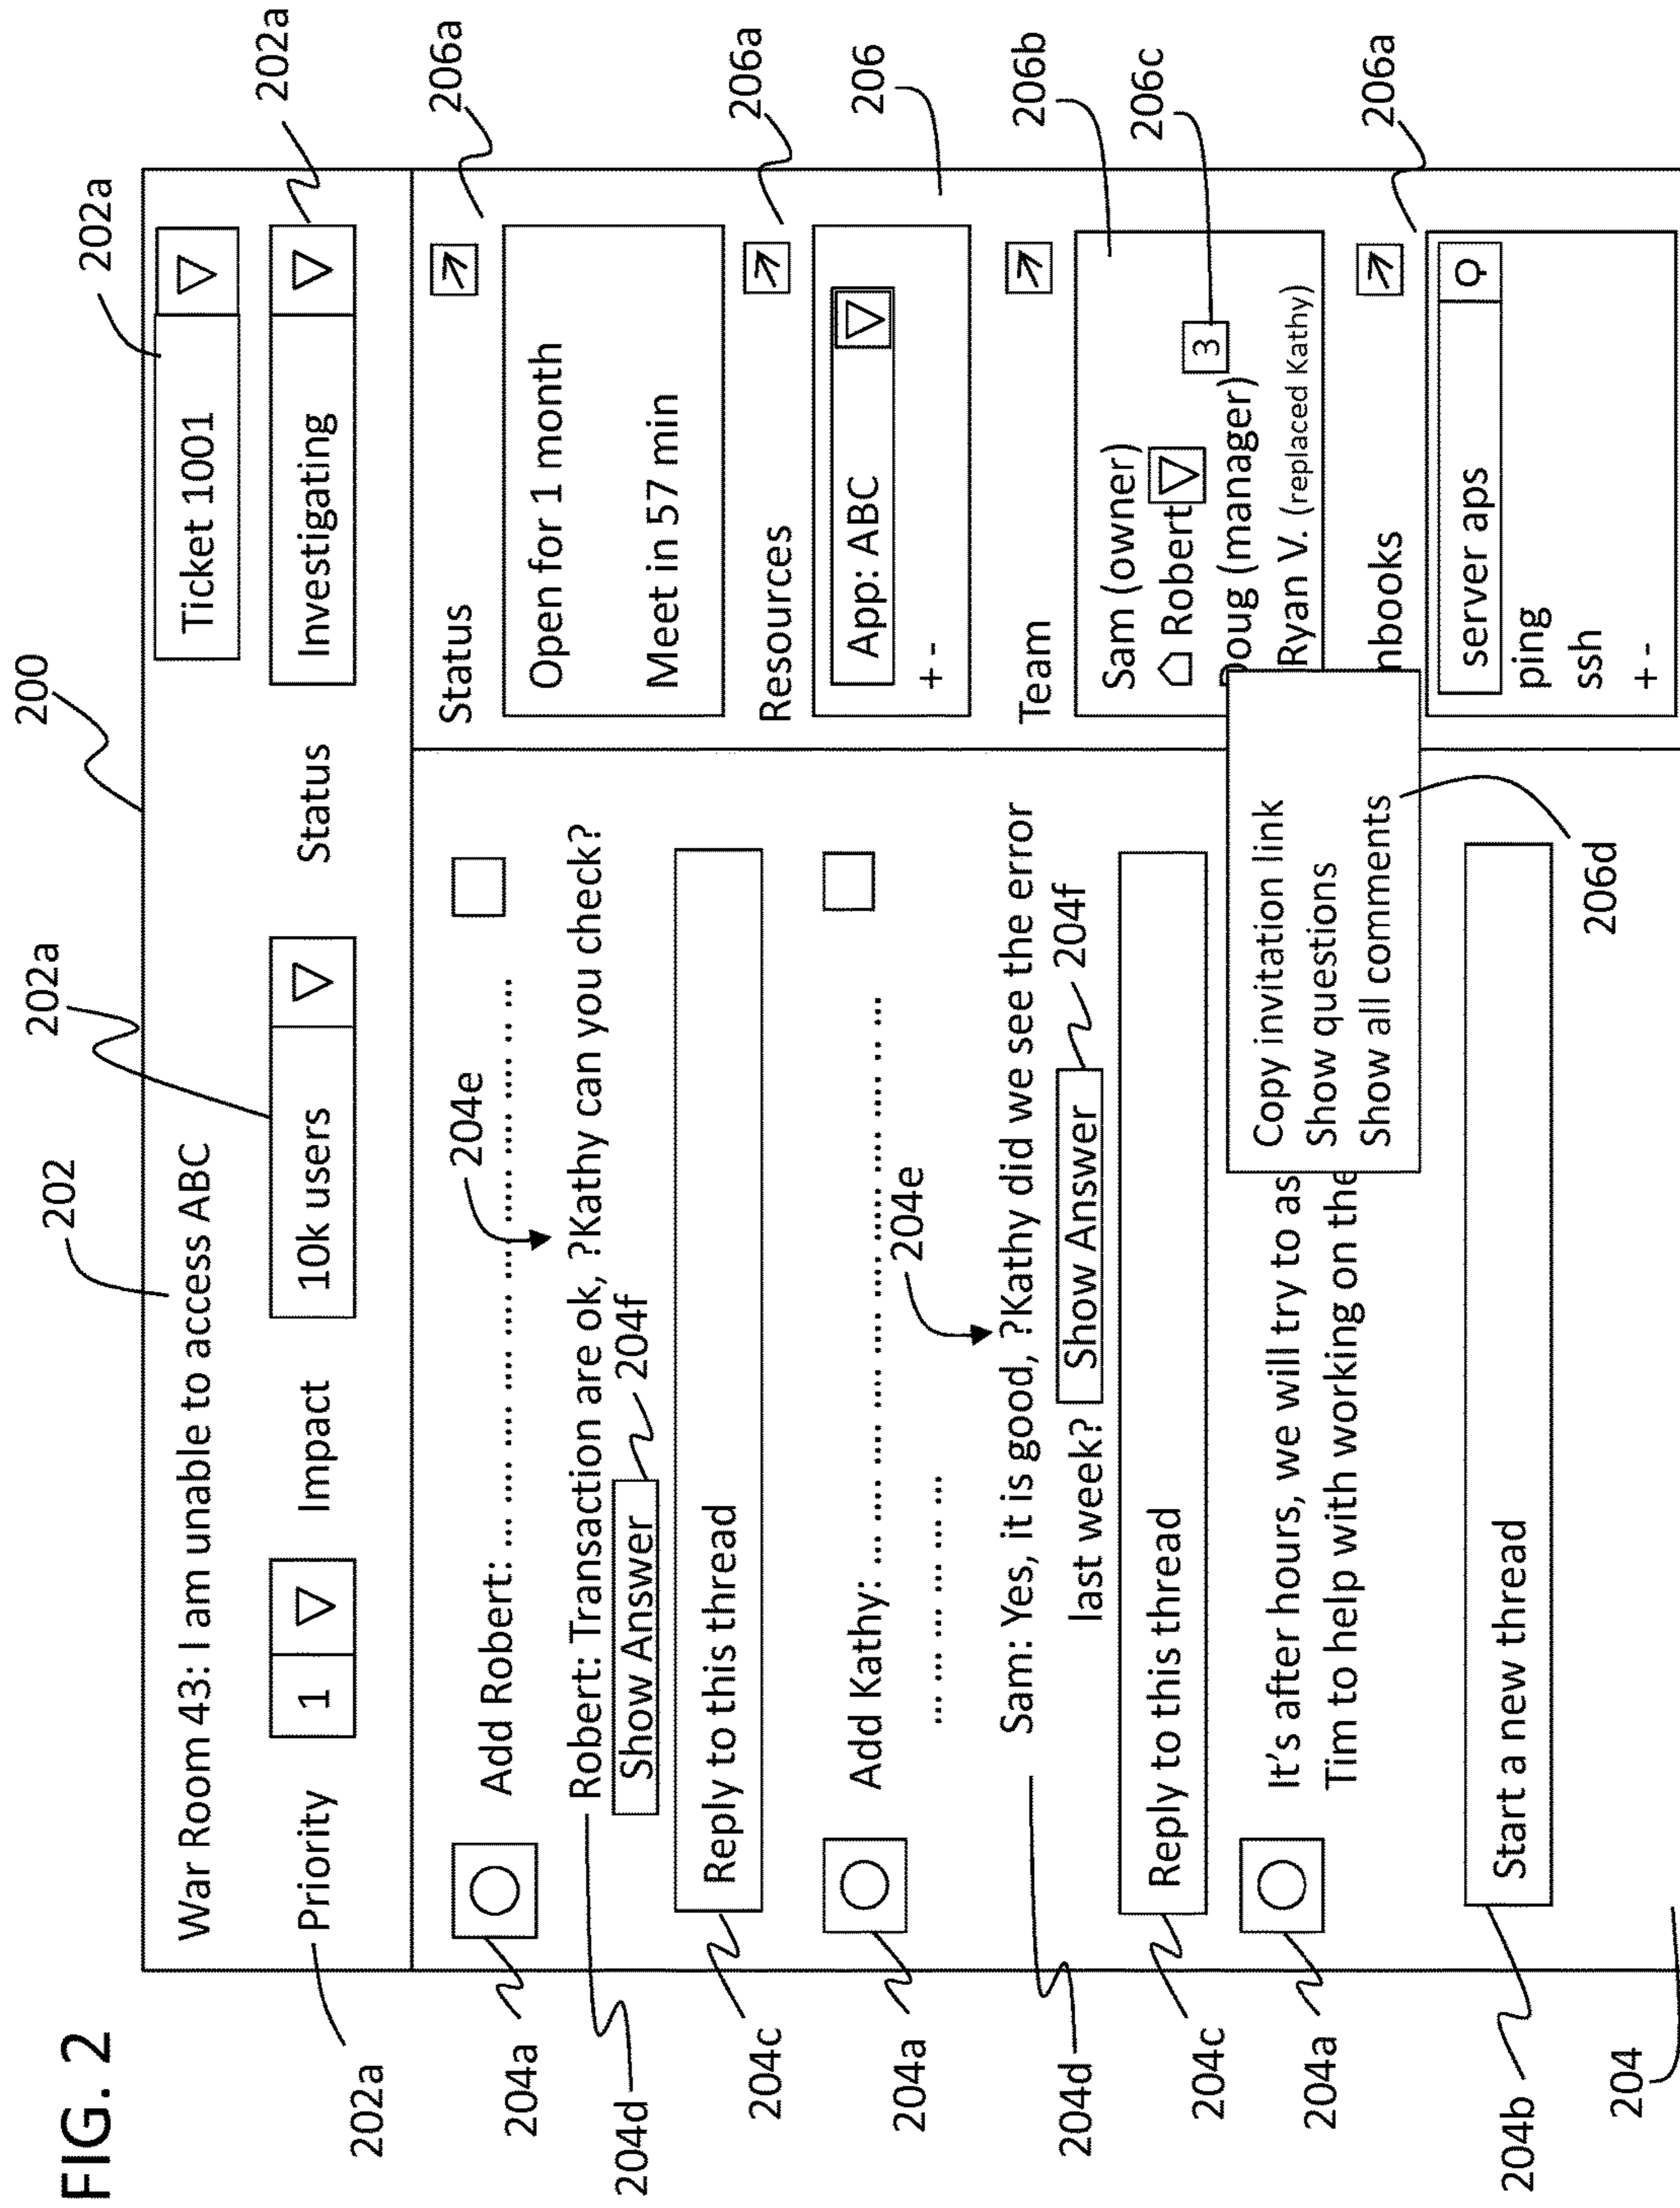 FIG. 2
200
202
202a
202a
202a
War Room 43: I am unable to access ABC
Ticket 1001
202a
Priority
1
Impact
10k users
Status
Investigating
204a
Add Robert: ... ..... ..... ..... ..... ..... ..... ..... ... ...
204e
204d
Robert: Transaction are ok, ?Kathy can you check?
Show Answer
204f
204c
Reply to this thread
204a
Add Kathy: ... ..... ..... ..... ..... ..... ..... ... ... ...
... ... ... ... ... ... ...
204e
204d
Sam: Yes, it is good, ?Kathy did we see the error
last week?
Show Answer
204f
204c
Reply to this thread
204a
It's after hours, we will try to as
Tim to help with working on the
204b
Start a new thread
204
Status
206a
Open for 1 month
Meet in 57 min
Resources
206a
App: ABC
+ -
206
Team
206b
Sam (owner)
Robert
3
206c
Doug (manager)
Ryan V. (replaced Kathy)
Copy invitation link
Show questions
Show all comments
206d
nbooks
206a
server aps
ping
ssh
+ -